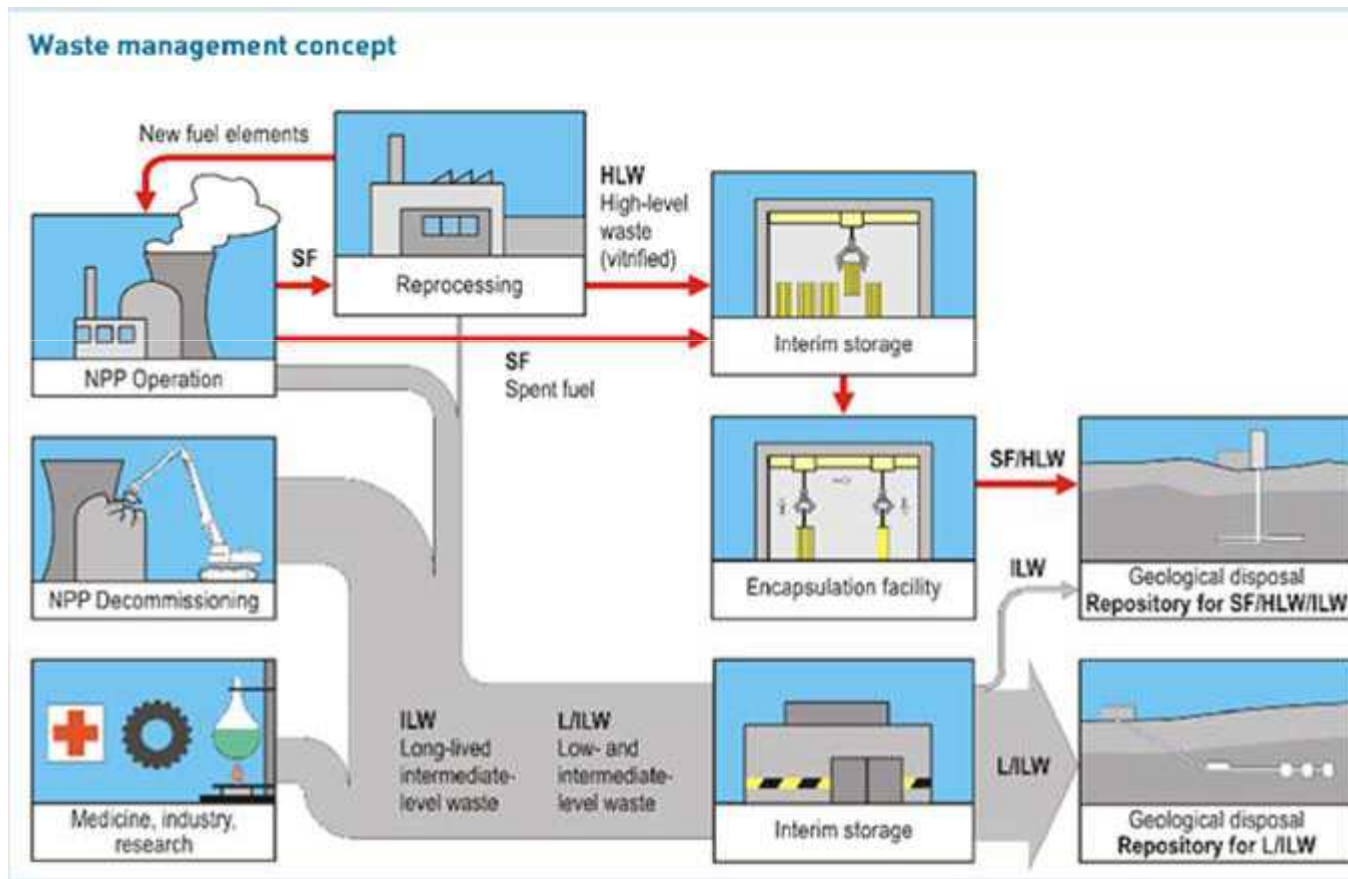 Waste management concept
New fuel elements
HLW
High-level
waste
(vitrified)
SF
Reprocessing
Interim storage
NPP Operation
SF
Spent fuel
SF/HLW
NPP Decommissioning
Encapsulation facility
ILW
Geological disposal
Repository for SF/HLW/ILW
ILW
Long-lived
intermediate-
level waste
L/ILW
Low- and
intermediate-
level waste
L/ILW
Medicine, industry,
research
Interim storage
Geological disposal
Repository for L/ILW